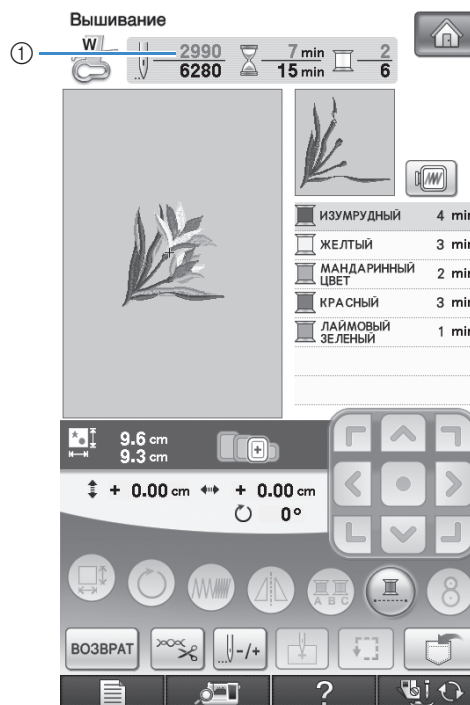 Вышивание
①
W
2990 7 min 2
6280 15 min 6
ИЗУМРУДНЫЙ 4 min
ЖЕЛТЫЙ 3 min
МАНДАРИННЫЙ
ЦВЕТ 2 min
КРАСНЫЙ 3 min
ЛАЙМОВЫЙ
ЗЕЛЕНЫЙ 1 min
9.6 cm
9.3 cm
+ 0.00 cm + 0.00 cm
0°
A B C
8
ВОЗВРАТ
-/+
?